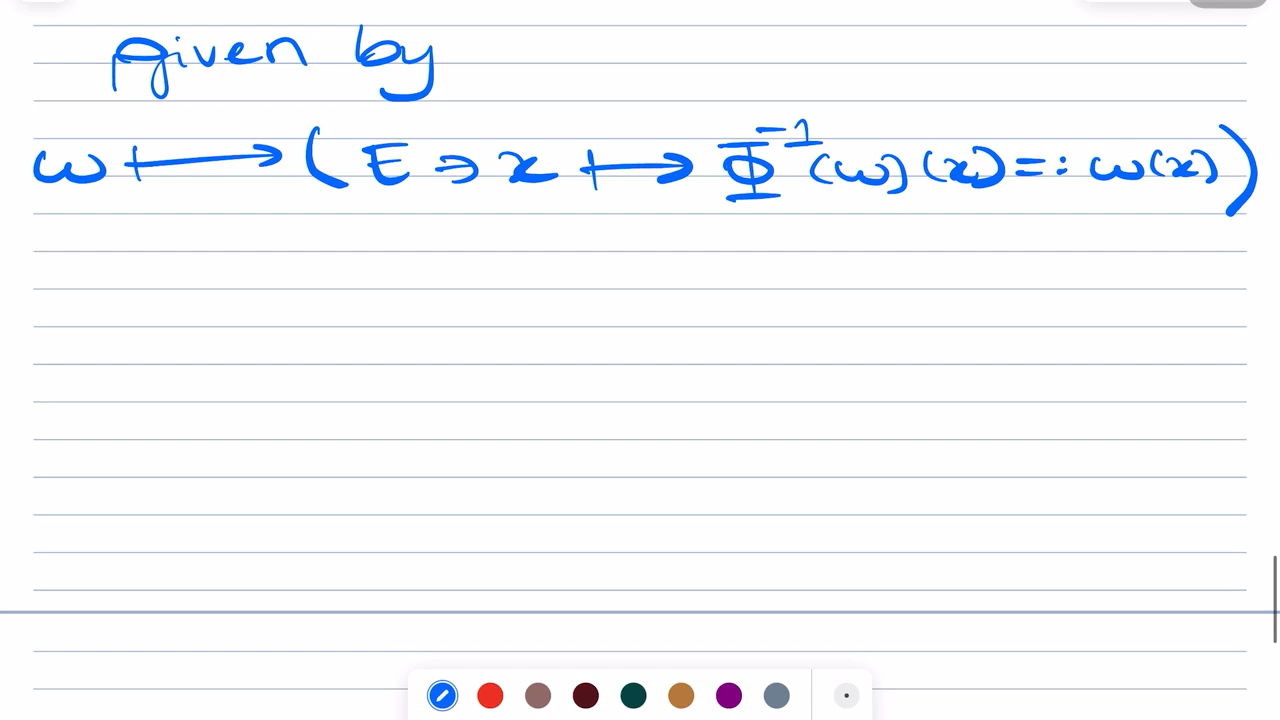 given by
ω ⟼ ( E ∋ x ⟼ Φ⁻¹(ω)(x) =: ω(x) )